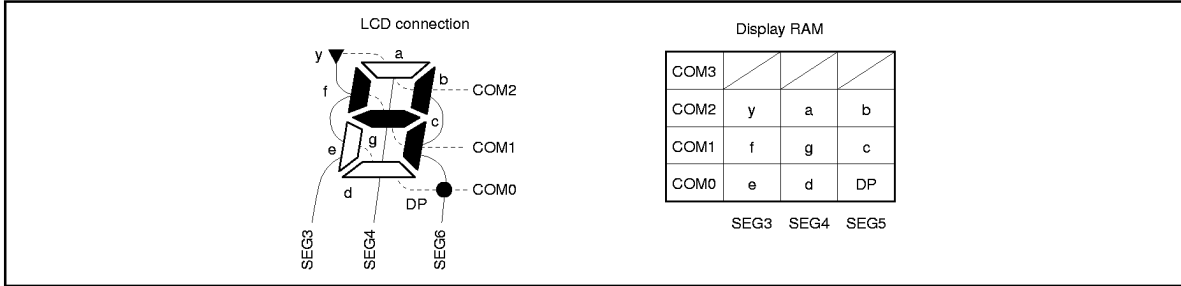 LCD connection
y
a
b
f
COM2
c
g
COM1
e
d
DP
COM0
SEG3
SEG4
SEG6
Display RAM
COM3
COM2 y a b
COM1 f g c
COM0 e d DP
SEG3 SEG4 SEG5